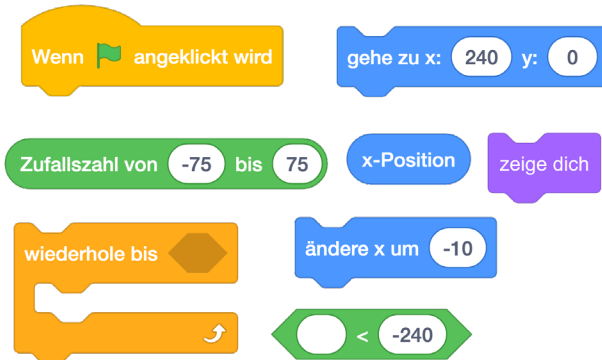 Wenn angeklickt wird
gehe zu x: 240 y: 0
Zufallszahl von -75 bis 75
x-Position
zeige dich
wiederhole bis
ändere x um -10
< -240